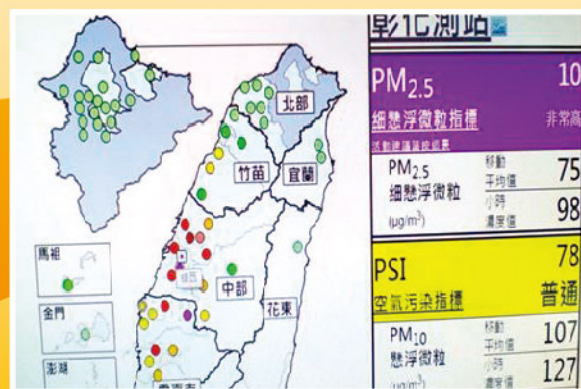 彰化測站
PM2.5 10
細懸浮微粒指標 非常高
PM2.5 移動平均值 75
細懸浮微粒 小時濃度值 98
(μg/m³)
PSI 78
空氣污染指標 普通
PM10 移動平均值 107
懸浮微粒 小時濃度值 127
(μg/m³)
北部
竹苗
宜蘭
中部
花東
馬祖
金門
澎湖